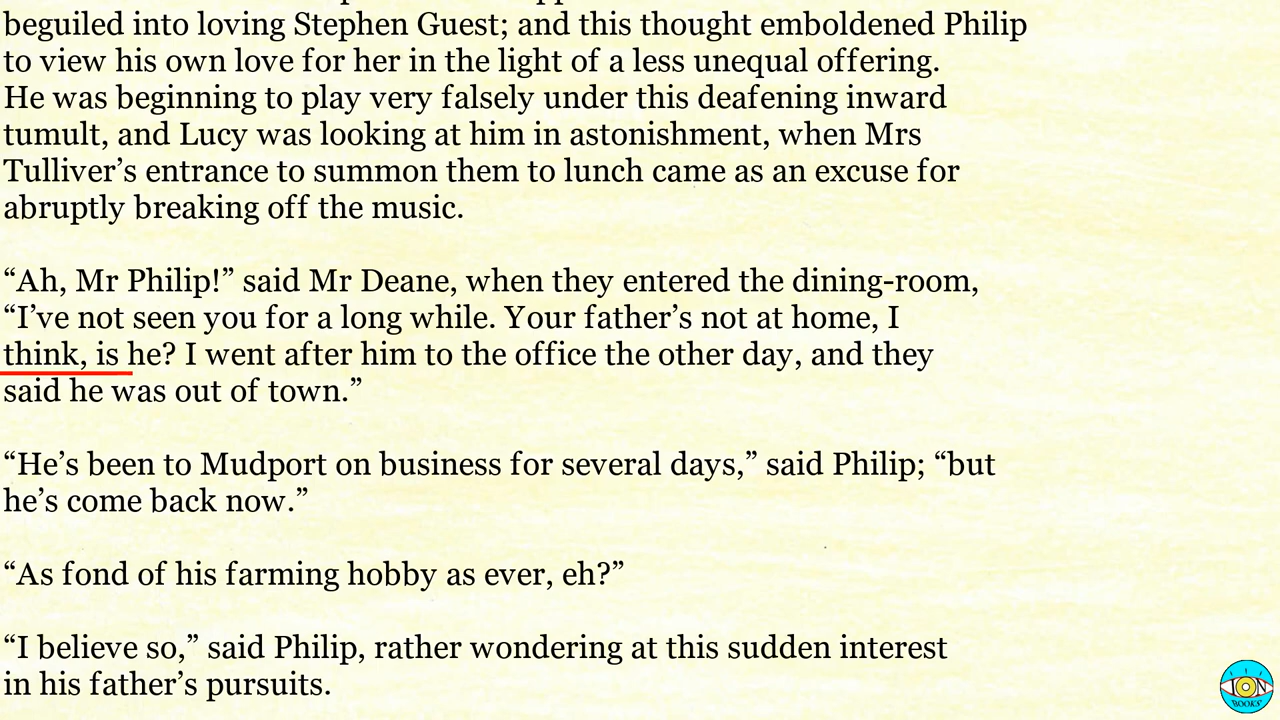 beguiled into loving Stephen Guest; and this thought emboldened Philip
to view his own love for her in the light of a less unequal offering.
He was beginning to play very falsely under this deafening inward
tumult, and Lucy was looking at him in astonishment, when Mrs
Tulliver’s entrance to summon them to lunch came as an excuse for
abruptly breaking off the music.
“Ah, Mr Philip!” said Mr Deane, when they entered the dining-room,
“I’ve not seen you for a long while. Your father’s not at home, I
think, is he? I went after him to the office the other day, and they
said he was out of town.”
“He’s been to Mudport on business for several days,” said Philip; “but
he’s come back now.”
“As fond of his farming hobby as ever, eh?”
“I believe so,” said Philip, rather wondering at this sudden interest
in his father’s pursuits.
ION
BOOKS